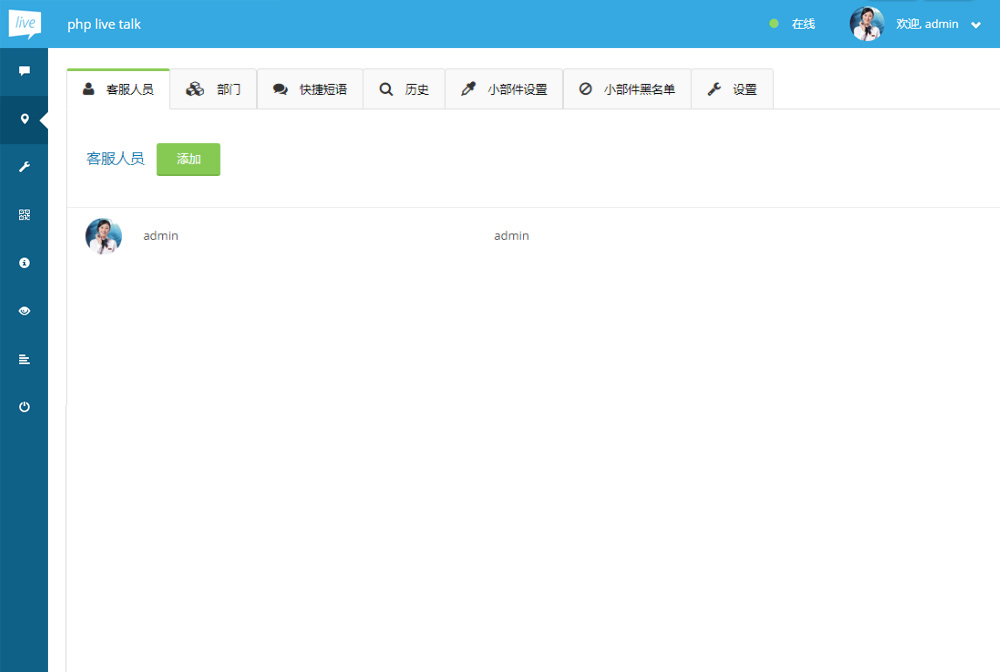 live php live talk 在线 欢迎, admin
客服人员 部门 快捷短语 历史 小部件设置 小部件黑名单 设置
客服人员 添加
admin admin